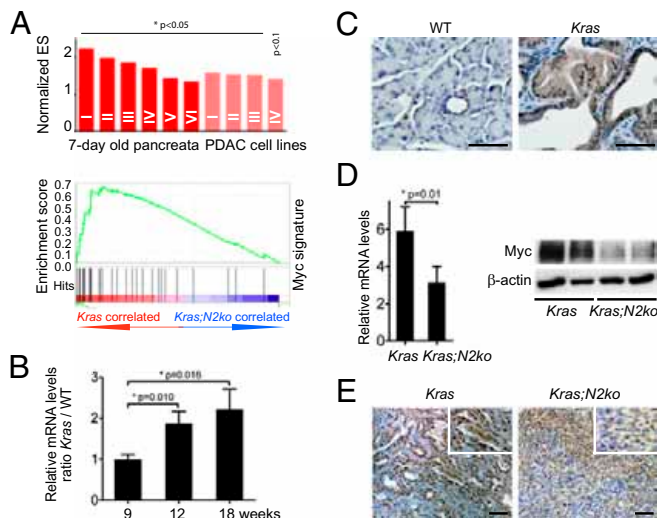 A
* p<0.05
p<0.1
Normalized ES
2
1
0
I II III IV V VI I II III IV
7-day old pancreata PDAC cell lines
Enrichment score
0.7
0.6
0.5
0.4
0.3
0.2
0.1
0.0
Hits
Myc signature
Kras correlated Kras;N2ko correlated
B
Relative mRNA levels
ratio Kras / WT
3
2
1
0
* p=0.016
* p=0.010
9 12 18 weeks
C
WT Kras
D
Relative mRNA levels
6
4
2
0
* p=0.01
Kras Kras;N2ko
Myc
β-actin
Kras Kras;N2ko
E
Kras Kras;N2ko